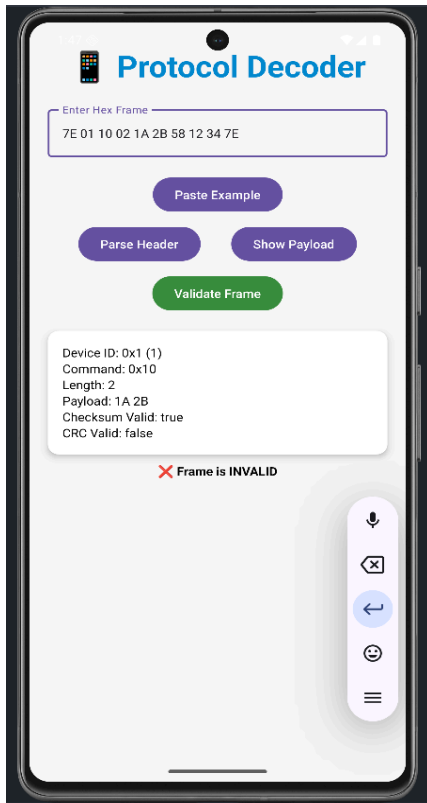 Protocol Decoder
Enter Hex Frame
7E 01 10 02 1A 2B 58 12 34 7E
Paste Example
Parse Header
Show Payload
Validate Frame
Device ID: 0x1 (1)
Command: 0x10
Length: 2
Payload: 1A 2B
Checksum Valid: true
CRC Valid: false
❌ Frame is INVALID